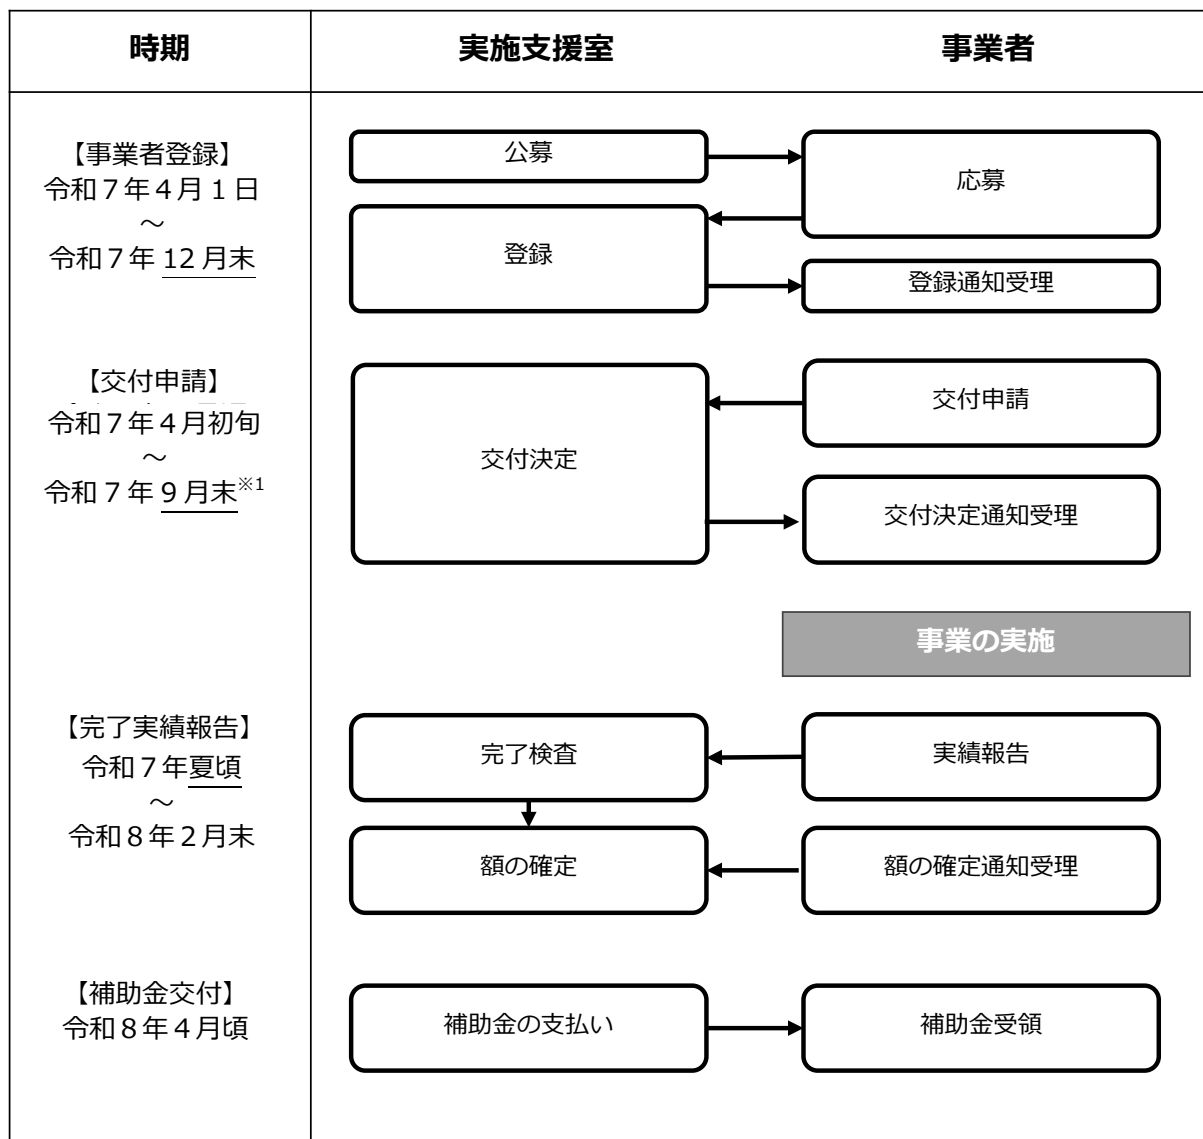 時期 実施支援室 事業者
【事業者登録】
令和７年４月１日
～
令和７年 12 月末
公募
応募
登録
登録通知受理
【交付申請】
令和７年４月初旬
～
令和７年 9 月末※1
交付申請
交付決定
交付決定通知受理
事業の実施
【完了実績報告】
令和７年夏頃
～
令和８年２月末
完了検査
実績報告
額の確定
額の確定通知受理
【補助金交付】
令和８年４月頃
補助金の支払い
補助金受領